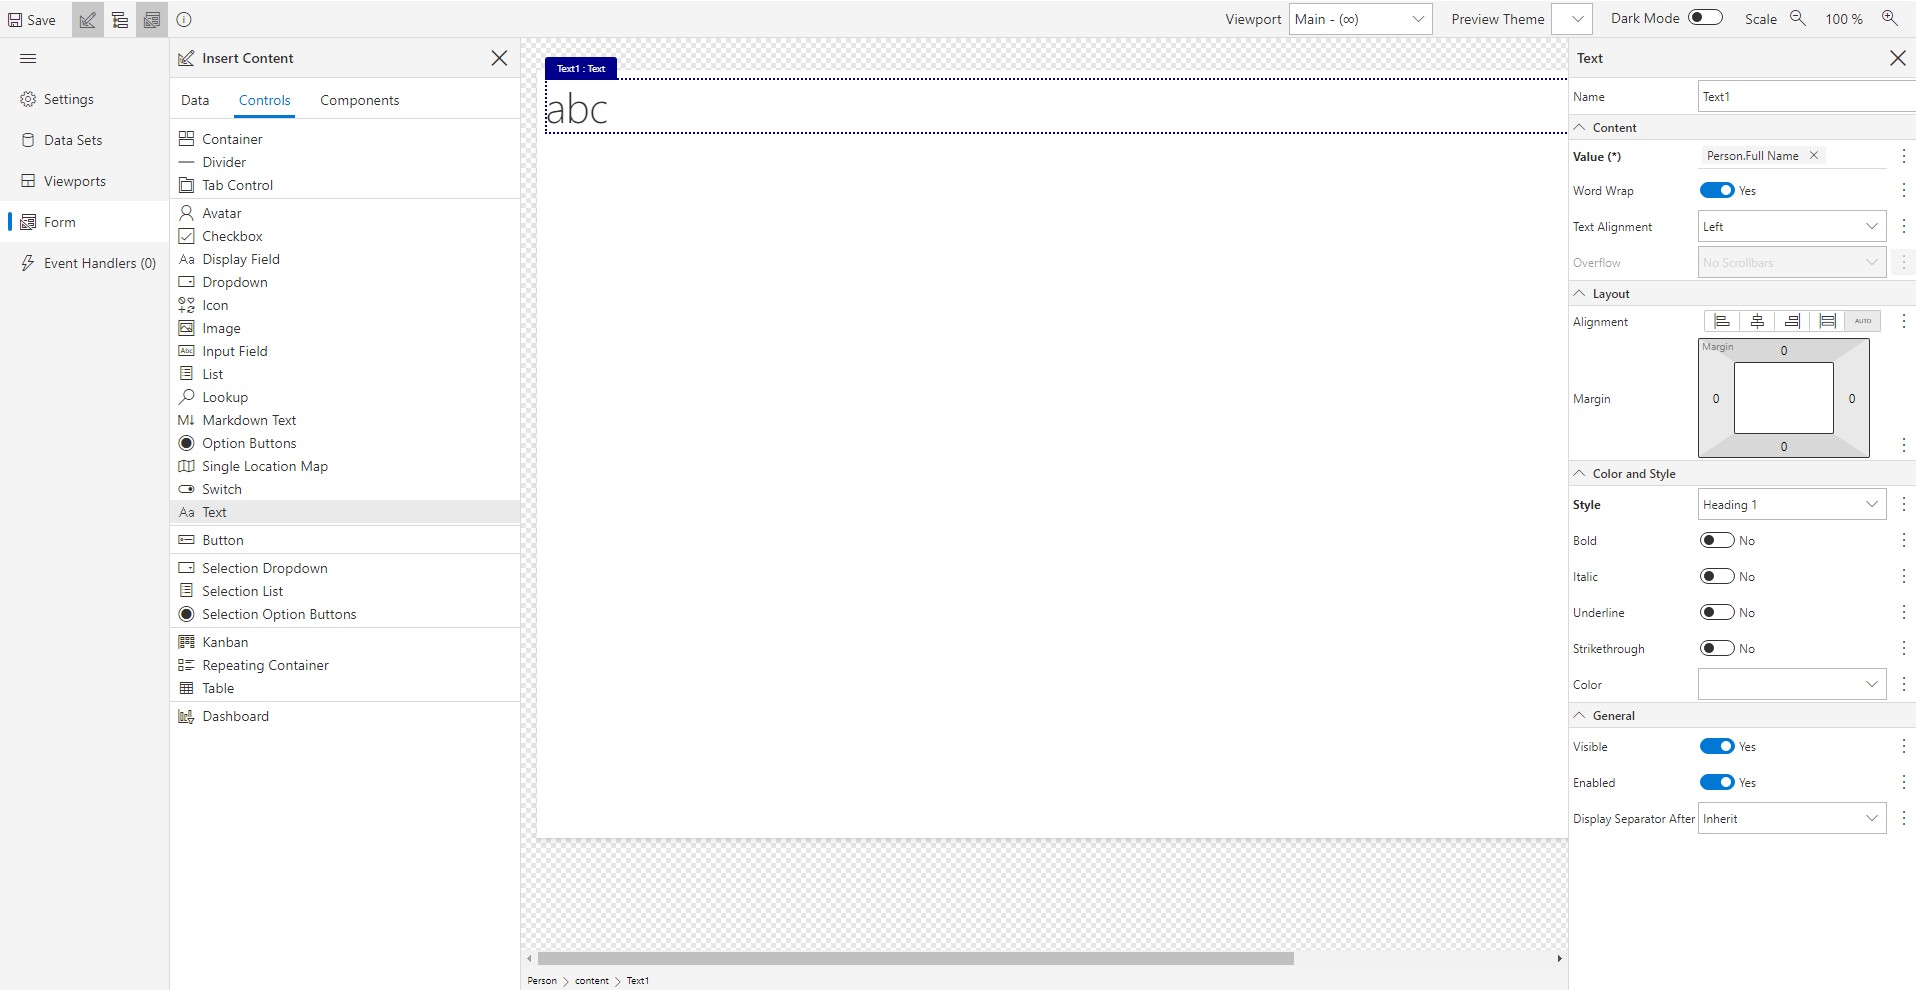 Save
Viewport Main - (∞) Preview Theme Dark Mode Scale 100 %
Settings
Data Sets
Viewports
Form
Event Handlers (0)
Insert Content
Data Controls Components
Container
Divider
Tab Control
Avatar
Checkbox
Aa Display Field
Dropdown
Icon
Image
Abc Input Field
List
Lookup
M↓ Markdown Text
Option Buttons
Single Location Map
Switch
Aa Text
Button
Selection Dropdown
Selection List
Selection Option Buttons
Kanban
Repeating Container
Table
Dashboard
Text1 : Text
abc
Person > content > Text1
Text
Name Text1
Content
Value (*) Person.Full Name
Word Wrap Yes
Text Alignment Left
Overflow No Scrollbars
Layout
Alignment AUTO
Margin
0
Margin 0 0
0
Color and Style
Style Heading 1
Bold No
Italic No
Underline No
Strikethrough No
Color
General
Visible Yes
Enabled Yes
Display Separator After Inherit